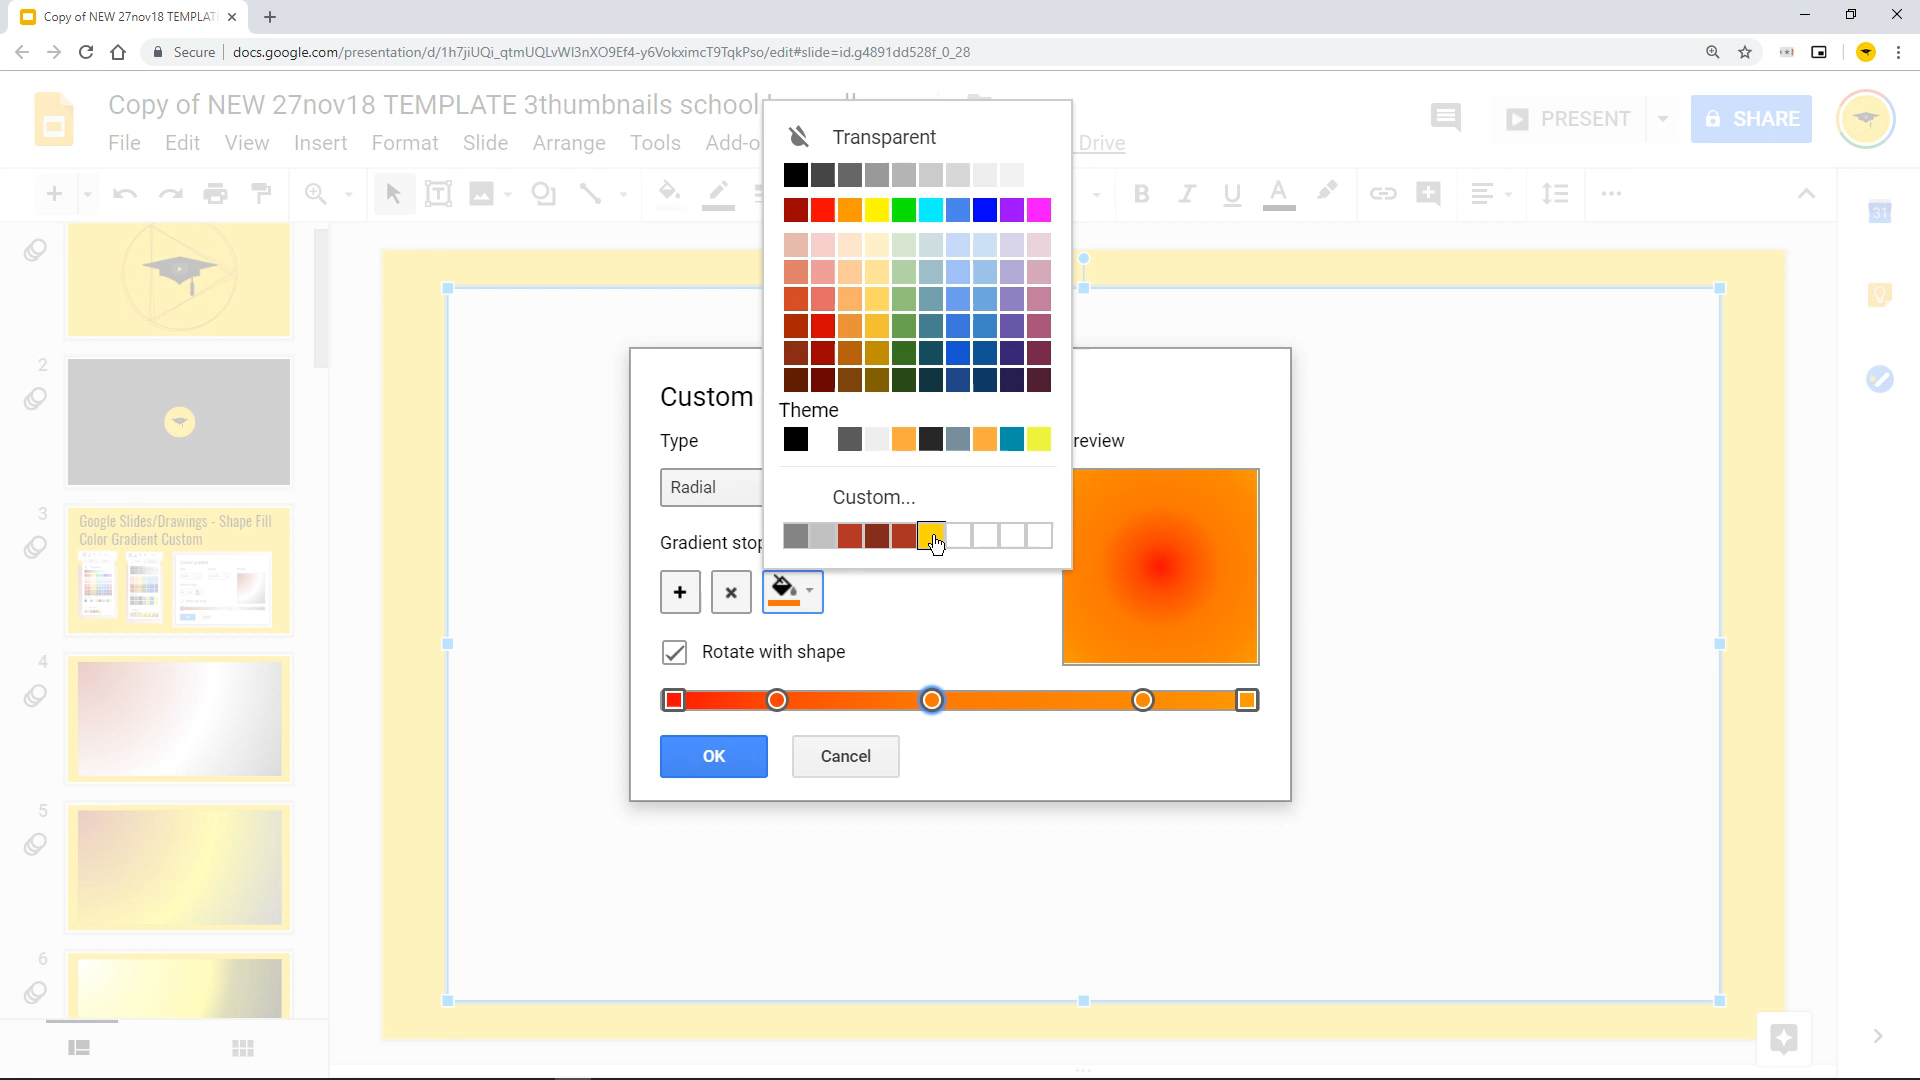 Copy of NEW 27nov18 TEMPLAT
Secure
docs.google.com/presentation/d/1h7jiUQi_qtmUQLvWI3nXO9Ef4-y6VokximcT9TqkPso/edit#slide=id.g4891dd528f_0_28
Copy of NEW 27nov18 TEMPLATE 3thumbnails school
File Edit View Insert Format Slide Arrange Tools Add-o Drive
PRESENT
SHARE
B I U A
31
Transparent
Theme
Custom...
Custom
Type
review
Radial
Gradient stop
Rotate with shape
OK
Cancel
2
3
Google Slides/Drawings - Shape Fill
Color Gradient Custom
4
5
6